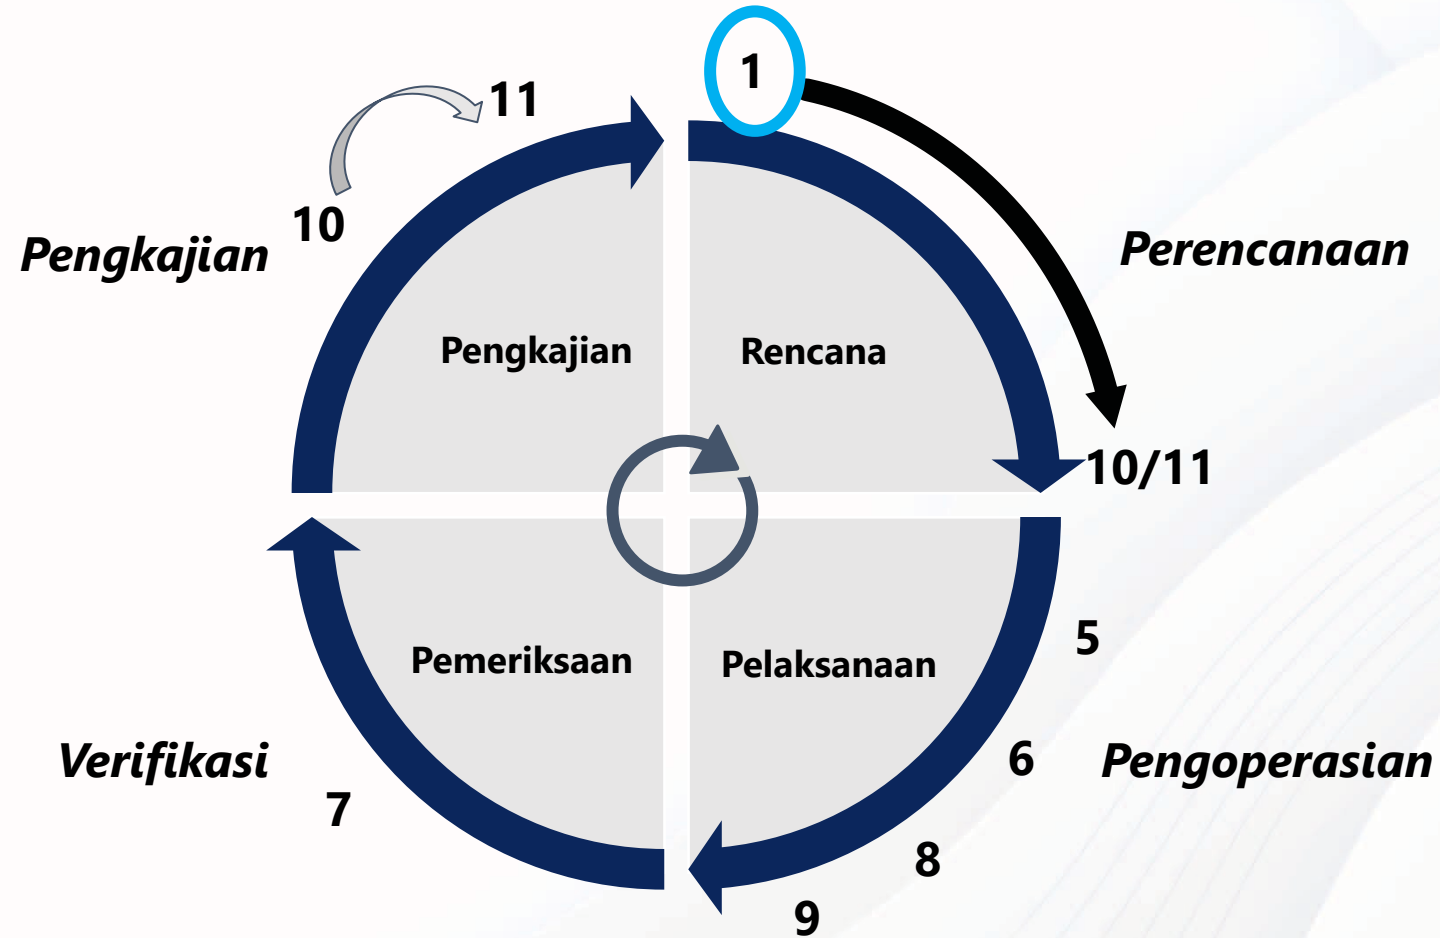 1
11
10
Pengkajian
Perencanaan
Pengkajian
Rencana
10/11
5
Pemeriksaan
Pelaksanaan
Verifikasi
6
Pengoperasian
7
8
9